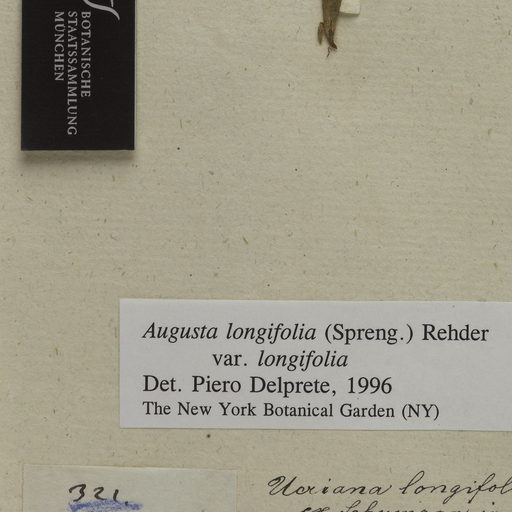 BOTANISCHE
STAATSSAMMLUNG
MÜNCHEN
Augusta longifolia (Spreng.) Rehder
var. longifolia
Det. Piero Delprete, 1996
The New York Botanical Garden (NY)
321.
Ucriana longifol